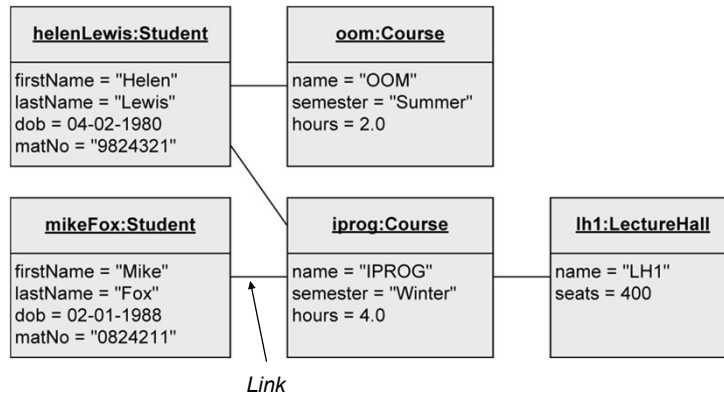 helenLewis:Student
firstName = "Helen"
lastName = "Lewis"
dob = 04-02-1980
matNo = "9824321"
oom:Course
name = "OOM"
semester = "Summer"
hours = 2.0
mikeFox:Student
firstName = "Mike"
lastName = "Fox"
dob = 02-01-1988
matNo = "0824211"
iprog:Course
name = "IPROG"
semester = "Winter"
hours = 4.0
lh1:LectureHall
name = "LH1"
seats = 400
Link